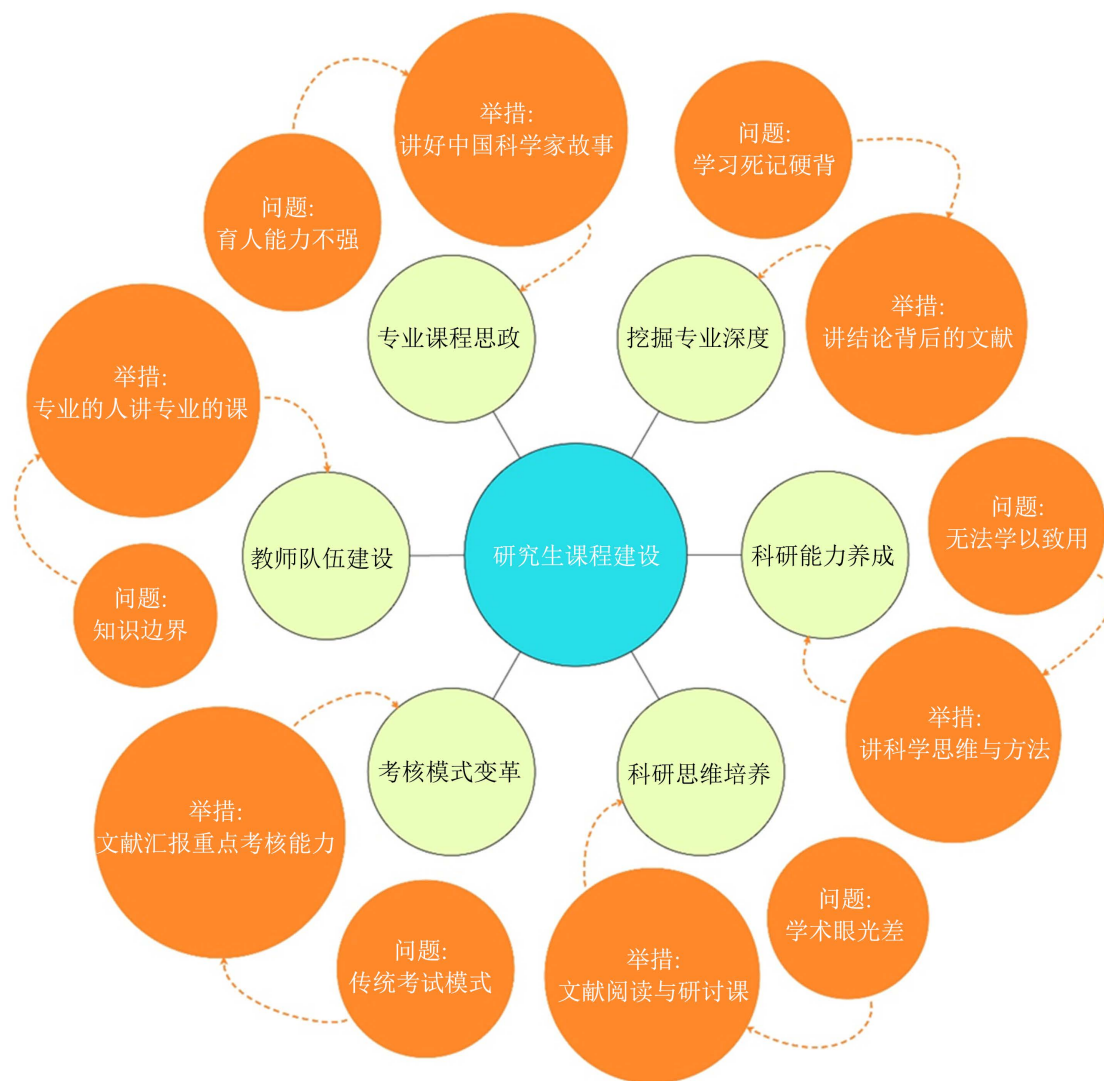 举措:
讲好中国科学家故事
问题:
学习死记硬背
问题:
育人能力不强
举措:
讲结论背后的文献
专业课程思政
挖掘专业深度
举措:
专业的人讲专业的课
问题:
无法学以致用
教师队伍建设
研究生课程建设
科研能力养成
问题:
知识边界
举措:
讲科学思维与方法
考核模式变革
科研思维培养
举措:
文献汇报重点考核能力
问题:
学术眼光差
问题:
传统考试模式
举措:
文献阅读与研讨课